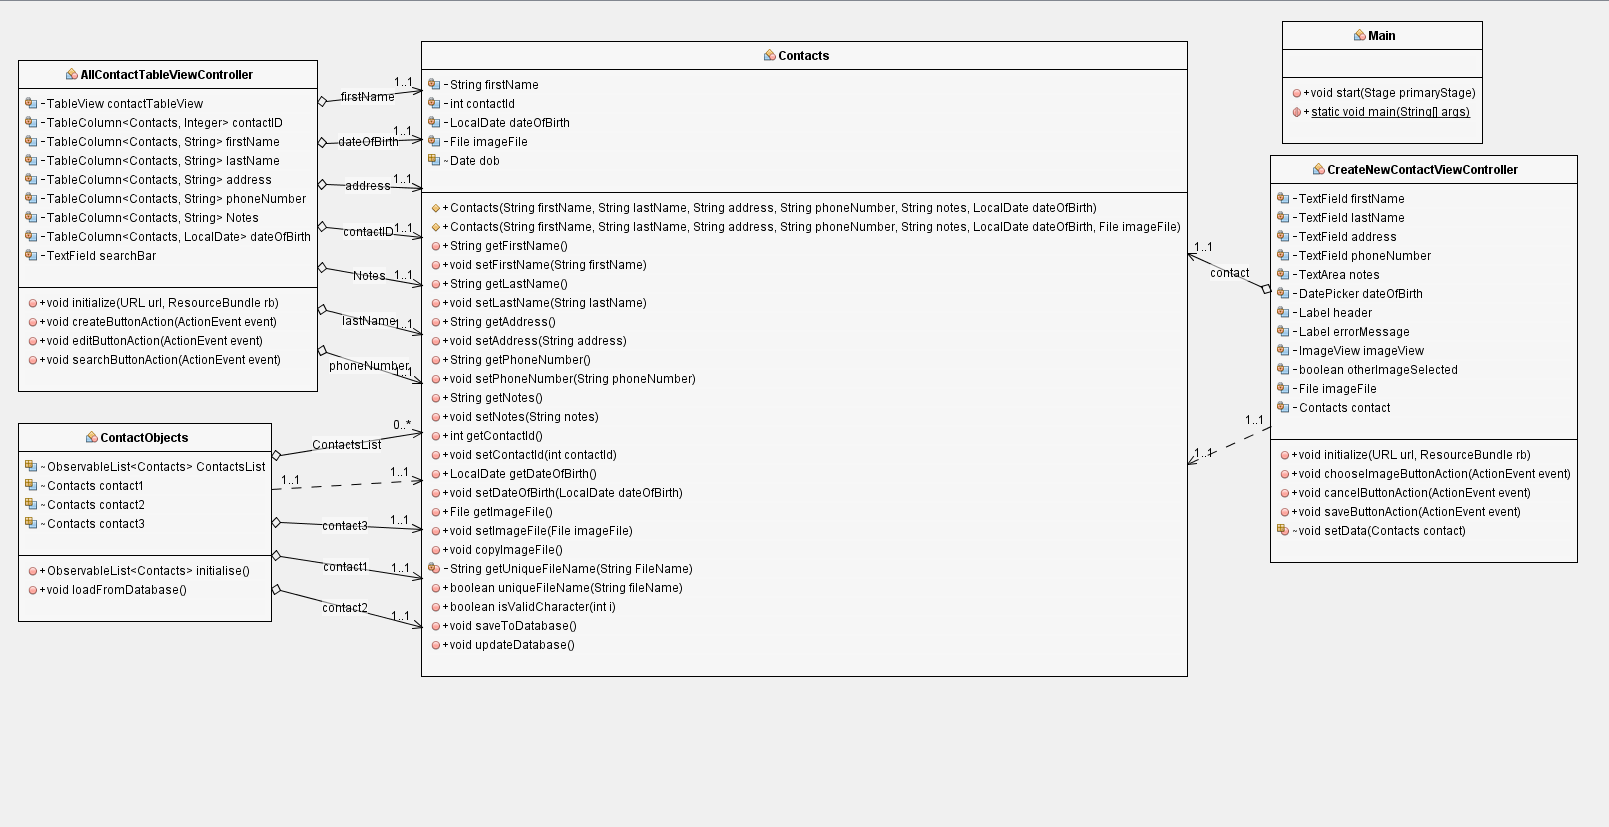 AllContactTableViewController
-TableView contactTableView
-TableColumn<Contacts, Integer> contactID
-TableColumn<Contacts, String> firstName
-TableColumn<Contacts, String> lastName
-TableColumn<Contacts, String> address
-TableColumn<Contacts, String> phoneNumber
-TableColumn<Contacts, String> Notes
-TableColumn<Contacts, LocalDate> dateOfBirth
-TextField searchBar
+void initialize(URL url, ResourceBundle rb)
+void createButtonAction(ActionEvent event)
+void editButtonAction(ActionEvent event)
+void searchButtonAction(ActionEvent event)
ContactObjects
~ObservableList<Contacts> ContactsList
~Contacts contact1
~Contacts contact2
~Contacts contact3
+ObservableList<Contacts> initialise()
+void loadFromDatabase()
firstName 1..1
dateOfBirth 1..1
address 1..1
contactID 1..1
Notes 1..1
lastName 1..1
phoneNumber 1..1
ContactsList 0..*
1..1 1..1
contact3 1..1
contact1 1..1
contact2 1..1
Contacts
-String firstName
-int contactId
-LocalDate dateOfBirth
-File imageFile
~Date dob
+Contacts(String firstName, String lastName, String address, String phoneNumber, String notes, LocalDate dateOfBirth)
+Contacts(String firstName, String lastName, String address, String phoneNumber, String notes, LocalDate dateOfBirth, File imageFile)
+String getFirstName()
+void setFirstName(String firstName)
+String getLastName()
+void setLastName(String lastName)
+String getAddress()
+void setAddress(String address)
+String getPhoneNumber()
+void setPhoneNumber(String phoneNumber)
+String getNotes()
+void setNotes(String notes)
+int getContactId()
+void setContactId(int contactId)
+LocalDate getDateOfBirth()
+void setDateOfBirth(LocalDate dateOfBirth)
+File getImageFile()
+void setImageFile(File imageFile)
+void copyImageFile()
-String getUniqueFileName(String FileName)
+boolean uniqueFileName(String fileName)
+boolean isValidCharacter(int i)
+void saveToDatabase()
+void updateDatabase()
1..1
contact
1..1
1..1
Main
+void start(Stage primaryStage)
+static void main(String[] args)
CreateNewContactViewController
-TextField firstName
-TextField lastName
-TextField address
-TextField phoneNumber
-TextArea notes
-DatePicker dateOfBirth
-Label header
-Label errorMessage
-ImageView imageView
-boolean otherImageSelected
-File imageFile
-Contacts contact
+void initialize(URL url, ResourceBundle rb)
+void chooseImageButtonAction(ActionEvent event)
+void cancelButtonAction(ActionEvent event)
+void saveButtonAction(ActionEvent event)
~void setData(Contacts contact)